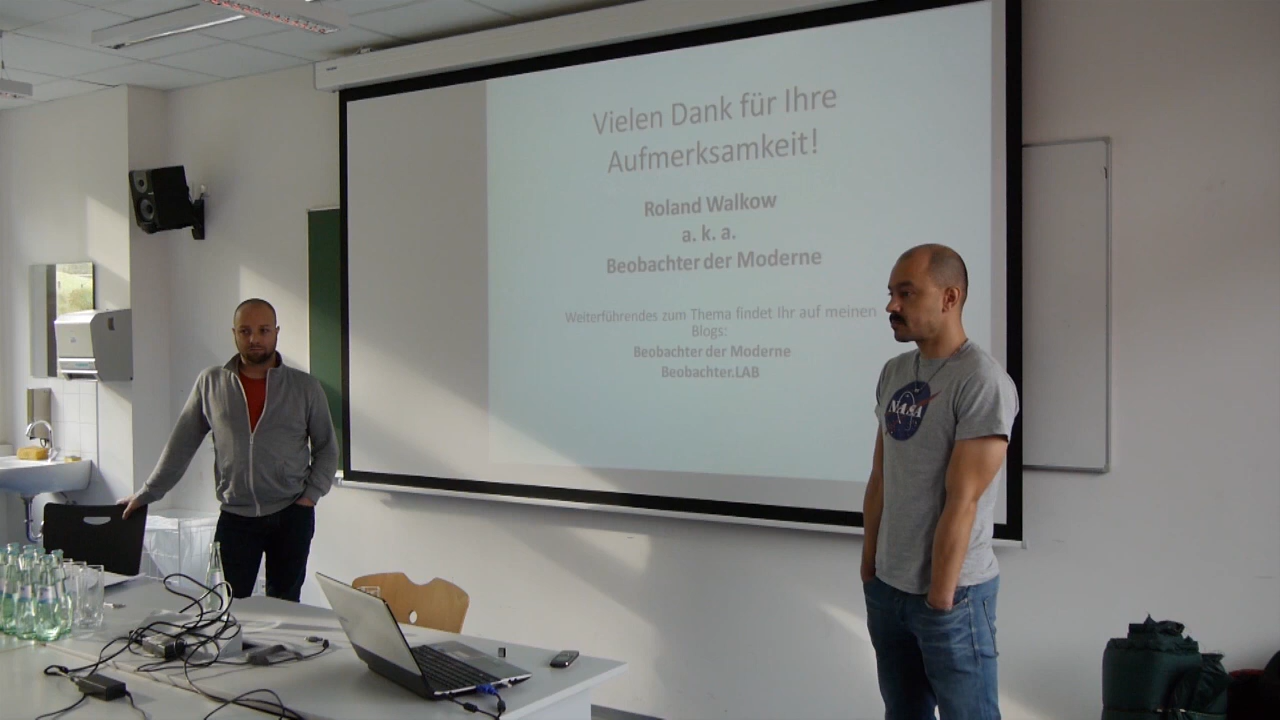 Vielen Dank für Ihre
Aufmerksamkeit!
Roland Walkow
a. k. a.
Beobachter der Moderne
Weiterführendes zum Thema findet Ihr auf meinen
Blogs:
Beobachter der Moderne
Beobachter.LAB
NASA